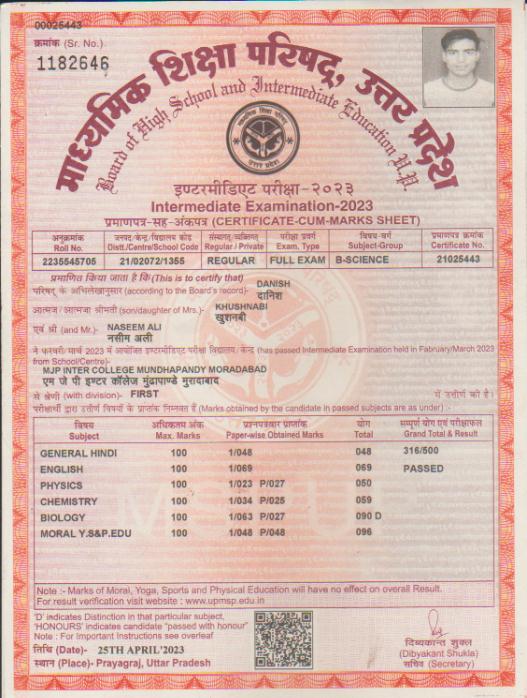 00025443
क्रमांक (Sr. No.)
1182646
माध्यमिक शिक्षा परिषद्, उत्तर प्रदेश
Board of High School and Intermediate Education U.P.
इण्टरमीडिएट परीक्षा-२०२३
Intermediate Examination-2023
प्रमाणपत्र-सह-अंकपत्र (CERTIFICATE-CUM-MARKS SHEET)
अनुक्रमांक जनपद/केन्द्र/विद्यालय कोड संस्थागत/व्यक्तिगत परीक्षा प्रवर्ग विषय-वर्ग प्रमाणपत्र क्रमांक
Roll No. Distt./Centre/School Code Regular / Private Exam. Type Subject-Group Certificate No.
2235545705 21/02072/1355 REGULAR FULL EXAM B-SCIENCE 21025443
प्रमाणित किया जाता है कि(This is to certify that)
DANISH
परिषद् के अभिलेखानुसार (according to the Board's record)- दानिश
KHUSHNABI
आत्मज/आत्मजा श्रीमती (son/daughter of Mrs.)- खुशनबी
एवं श्री (and Mr.)- NASEEM ALI
नसीम अली
ने फरवरी/मार्च 2023 में आयोजित इण्टरमीडिएट परीक्षा विद्यालय/केन्द्र (has passed Intermediate Examination held in Fabruary/March 2023
from School/Centre)-
MJP INTER COLLEGE MUNDHAPANDY MORADABAD
एम जे पी इण्टर कॉलेज मुंढापाण्डे मुरादाबाद
से श्रेणी (with division)- FIRST में उत्तीर्ण की है।
परीक्षार्थी द्वारा उत्तीर्ण विषयों के प्राप्तांक निम्नवत हैं (Marks obtained by the candidate in passed subjects are as under) :-
विषय अधिकतम अंक प्रश्नपत्रवार प्राप्तांक योग सम्पूर्ण योग एवं परीक्षाफल
Subject Max. Marks Paper-wise Obtained Marks Total Grand Total & Result
GENERAL HINDI 100 1/048 048 316/500
ENGLISH 100 1/069 069 PASSED
PHYSICS 100 1/023 P/027 050
CHEMISTRY 100 1/034 P/025 059
BIOLOGY 100 1/063 P/027 090 D
MORAL Y.S&P.EDU 100 1/048 P/048 096
Note :- Marks of Moral, Yoga, Sports and Physical Education will have no effect on overall Result.
For result verification visit website : www.upmsp.edu.in
'D' indicates Distinction in that particular subject,
'HONOURS' indicates candidate "passed with honour"
Note : For Important Instructions see overleaf
तिथि (Date)- 25TH APRIL'2023
स्थान (Place)- Prayagraj, Uttar Pradesh
दिब्यकान्त शुक्ल
(Dibyakant Shukla)
सचिव (Secretary)